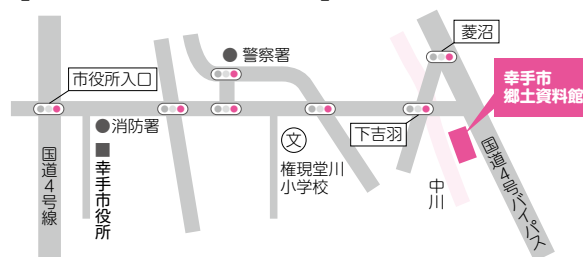 菱沼
警察署
幸手市
郷土資料館
市役所入口
消防署
下吉羽
文
権現堂川
小学校
幸手市役所
国道4号線
中川
国道4号バイパス